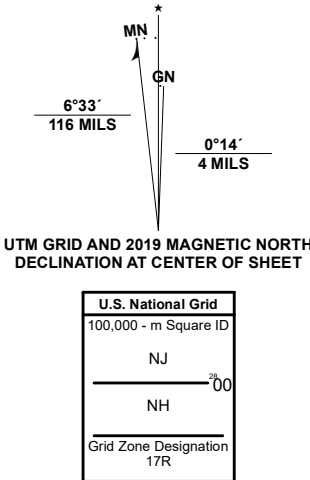 ★
MN
GN
6°33´
116 MILS
0°14´
4 MILS
UTM GRID AND 2019 MAGNETIC NORTH
DECLINATION AT CENTER OF SHEET
U.S. National Grid
100,000 - m Square ID
NJ
28 00
NH
Grid Zone Designation
17R